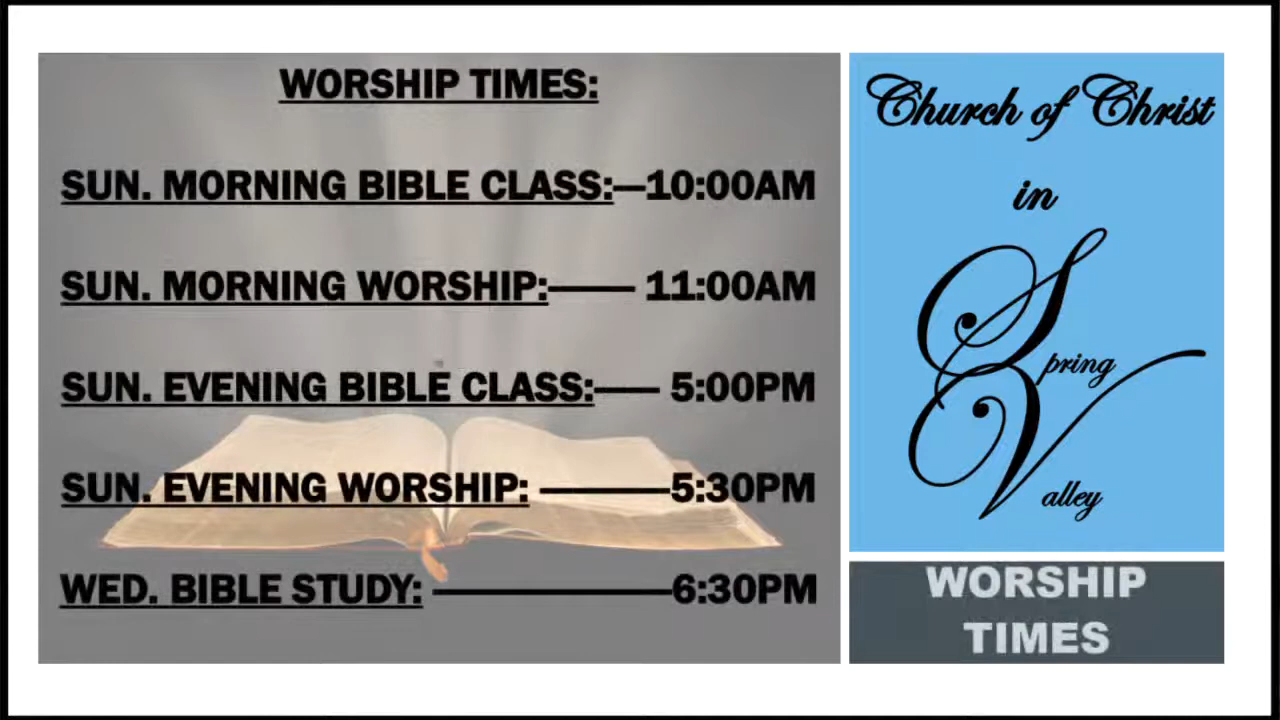 WORSHIP TIMES:
SUN. MORNING BIBLE CLASS:—10:00AM
SUN. MORNING WORSHIP:—— 11:00AM
SUN. EVENING BIBLE CLASS:—— 5:00PM
SUN. EVENING WORSHIP: ———5:30PM
WED. BIBLE STUDY: ——————6:30PM
Church of Christ
in
Spring
Valley
WORSHIP
TIMES